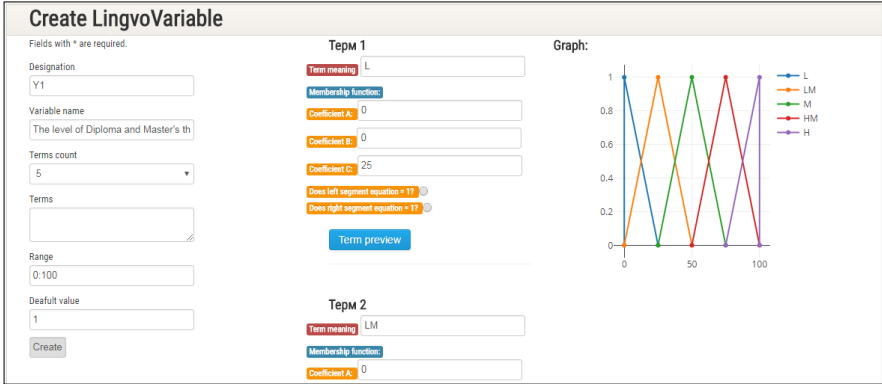 Create LingvoVariable
Fields with * are required.
Designation
Y1
Variable name
The level of Diploma and Master's th
Terms count
5
Terms
Range
0:100
Deafult value
1
Create
Терм 1
Term meaning L
Membership function:
Coefficient A: 0
Coefficient B: 0
Coefficient C: 25
Does left segment equation = 1?
Does right segment equation = 1?
Term preview
Терм 2
Term meaning LM
Membership function:
Coefficient A: 0
Graph:
1
0.8
0.6
0.4
0.2
0
0 50 100
L
LM
M
HM
H